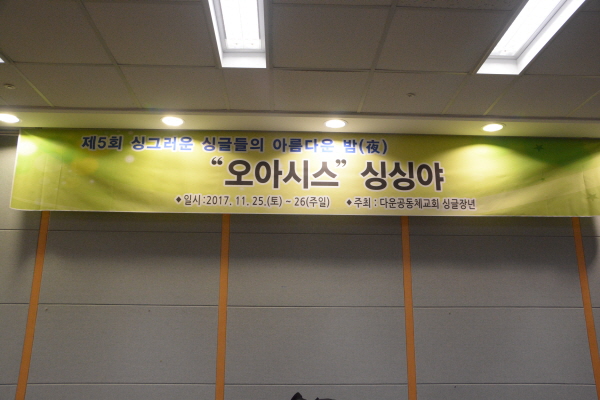 제5회 싱그러운 싱글들의 아름다운 밤(夜)
“오아시스” 싱싱야
◆일시:2017. 11. 25.(토) ~ 26(주일) ◆주최 : 다운공동체교회 싱글장년